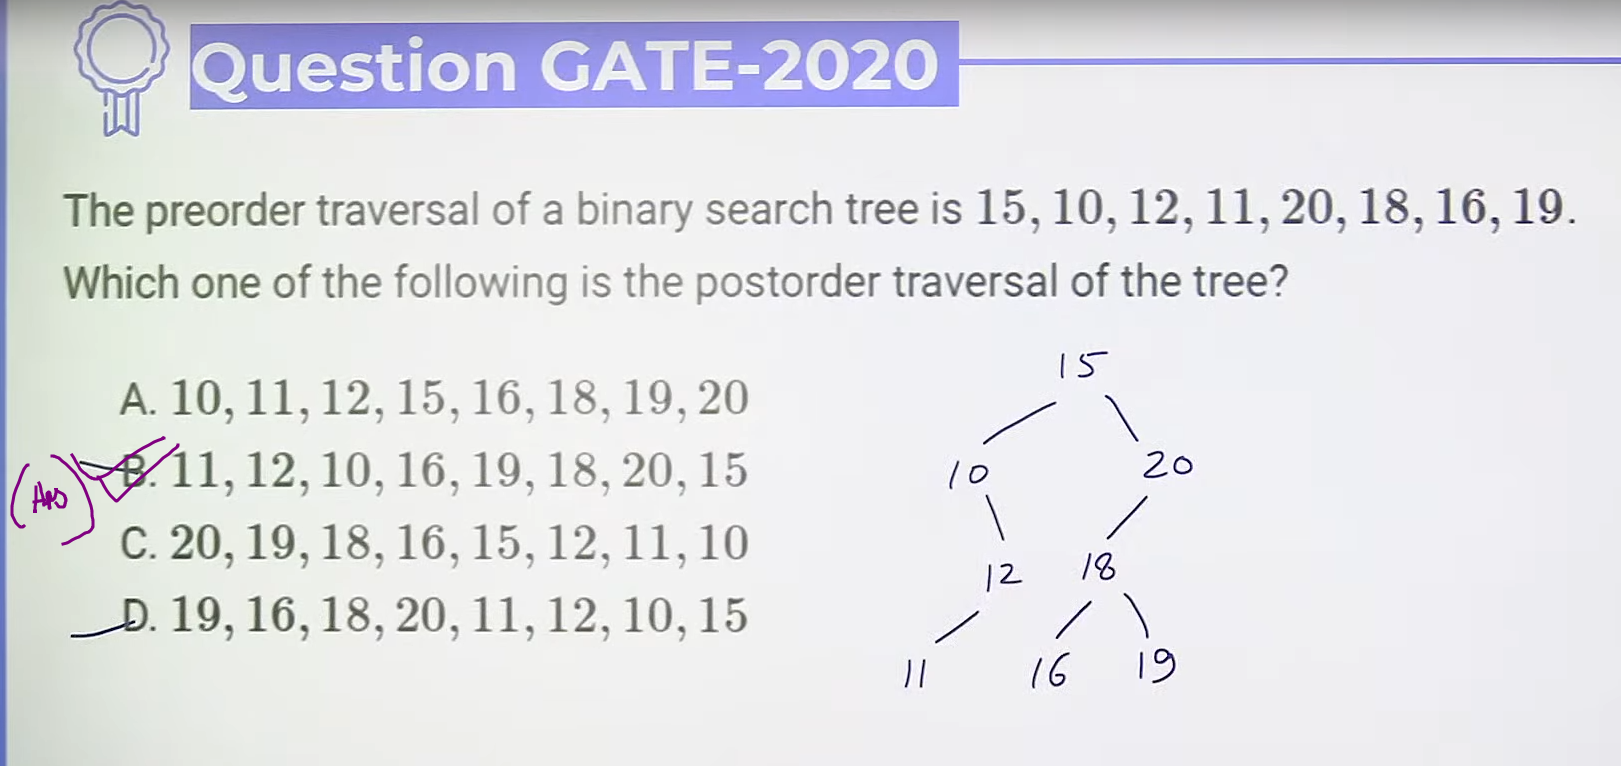 Question GATE-2020
The preorder traversal of a binary search tree is 15, 10, 12, 11, 20, 18, 16, 19.
Which one of the following is the postorder traversal of the tree?
A. 10, 11, 12, 15, 16, 18, 19, 20
(Ans) B. 11, 12, 10, 16, 19, 18, 20, 15
C. 20, 19, 18, 16, 15, 12, 11, 10
D. 19, 16, 18, 20, 11, 12, 10, 15
15
10 20
12 18
11 16 19